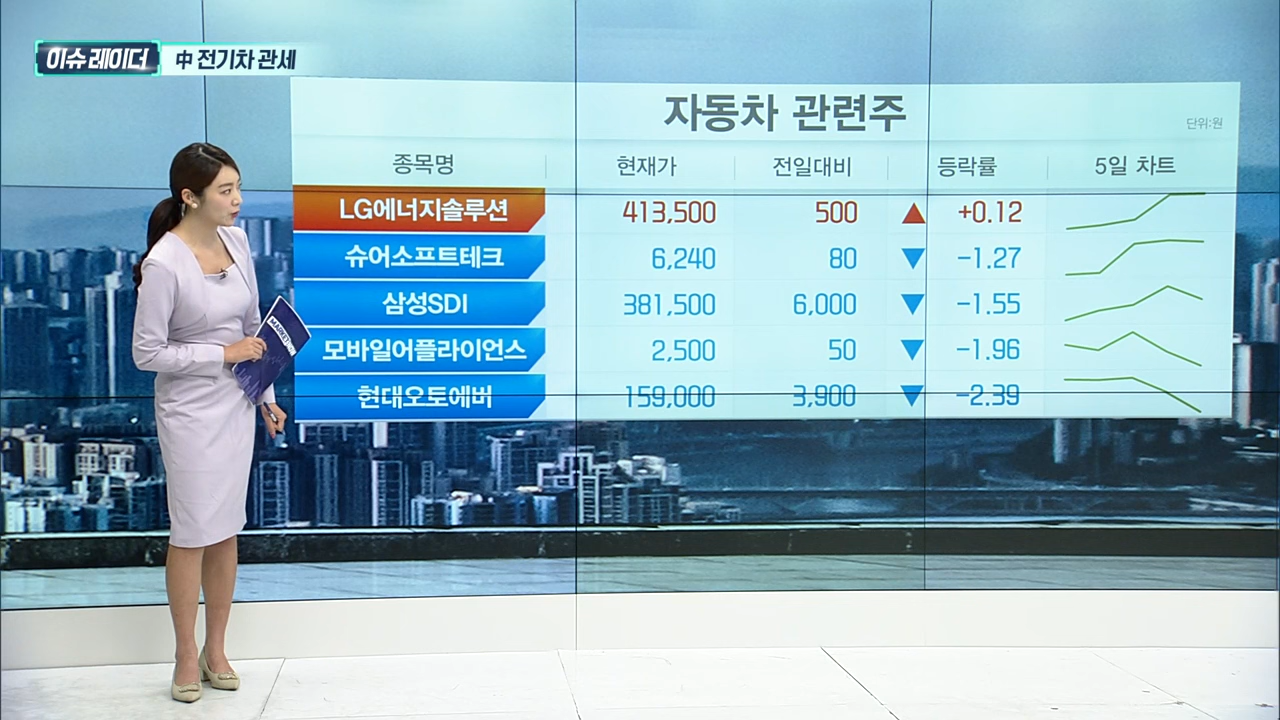 이슈레이더 中 전기차 관세
자동차 관련주
단위:원
종목명 현재가 전일대비 등락률 5일 차트
LG에너지솔루션 413,500 500 ▲ +0.12
슈어소프트테크 6,240 80 ▼ -1.27
삼성SDI 381,500 6,000 ▼ -1.55
모바일어플라이언스 2,500 50 ▼ -1.96
현대오토에버 159,000 3,900 ▼ -2.39
MARKET